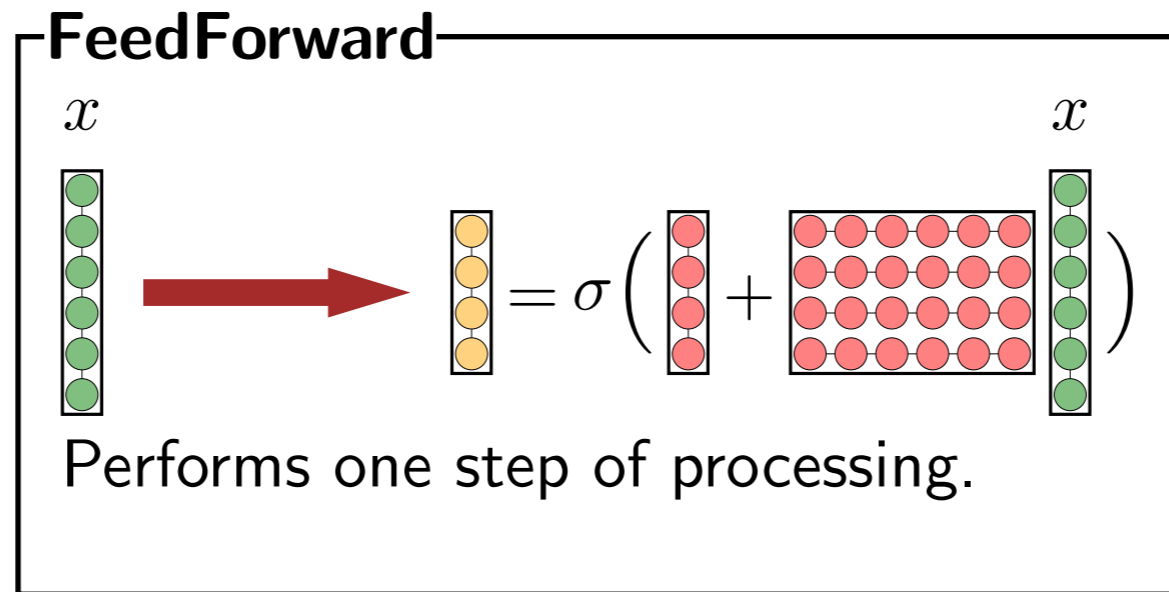 FeedForward
x x
= σ ( + )
Performs one step of processing.